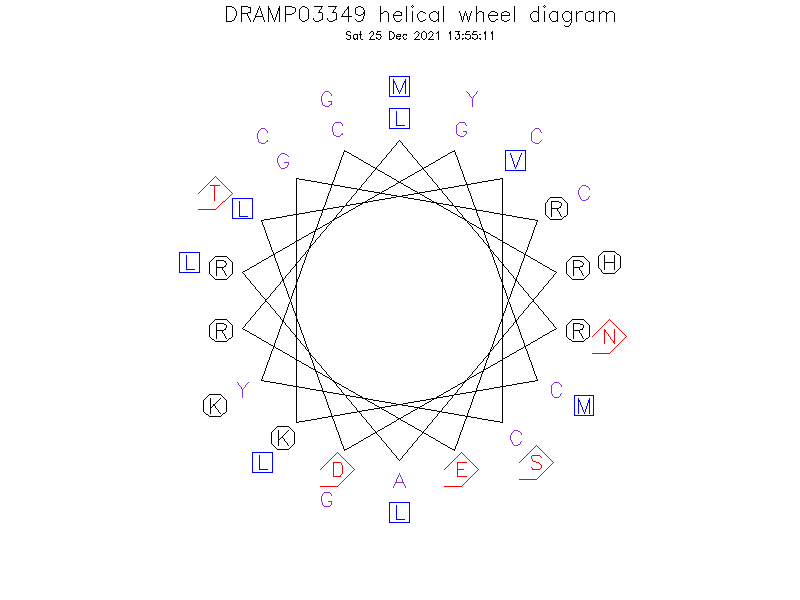 DRAMP03349 helical wheel diagram
Sat 25 Dec 2021 13:55:11
M
G Y
L
C G
C C
G V
T C
L R
L R R H
R R N
Y C
K M
K C
L S
D E
A
G
L